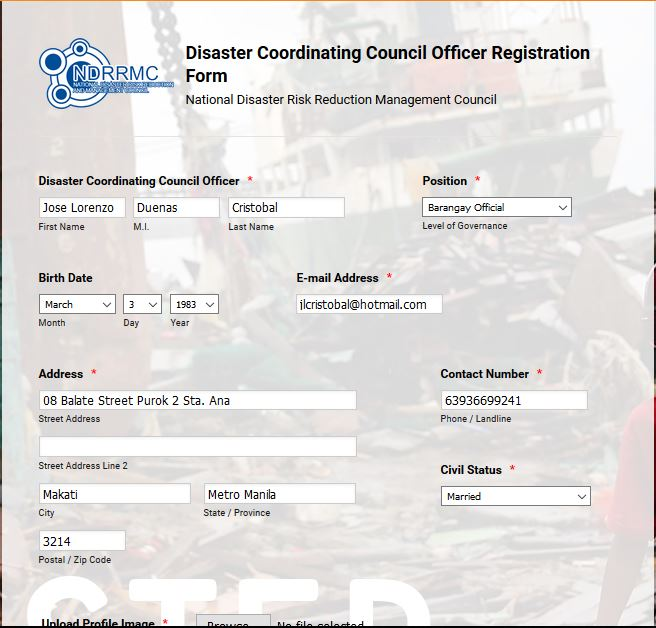 NDRRMC
Disaster Coordinating Council Officer Registration
Form
National Disaster Risk Reduction Management Council
Disaster Coordinating Council Officer *
Position *
Jose Lorenzo Duenas Cristobal
Barangay Official
First Name M.I. Last Name
Level of Governance
Birth Date
E-mail Address *
March 3 1983
jlcristobal@hotmail.com
Month Day Year
Address *
Contact Number *
08 Balate Street Purok 2 Sta. Ana
63936699241
Street Address
Phone / Landline
Street Address Line 2
Civil Status *
Makati Metro Manila
Married
City State / Province
3214
Postal / Zip Code
Upload Profile Image * Browse... No file selected.